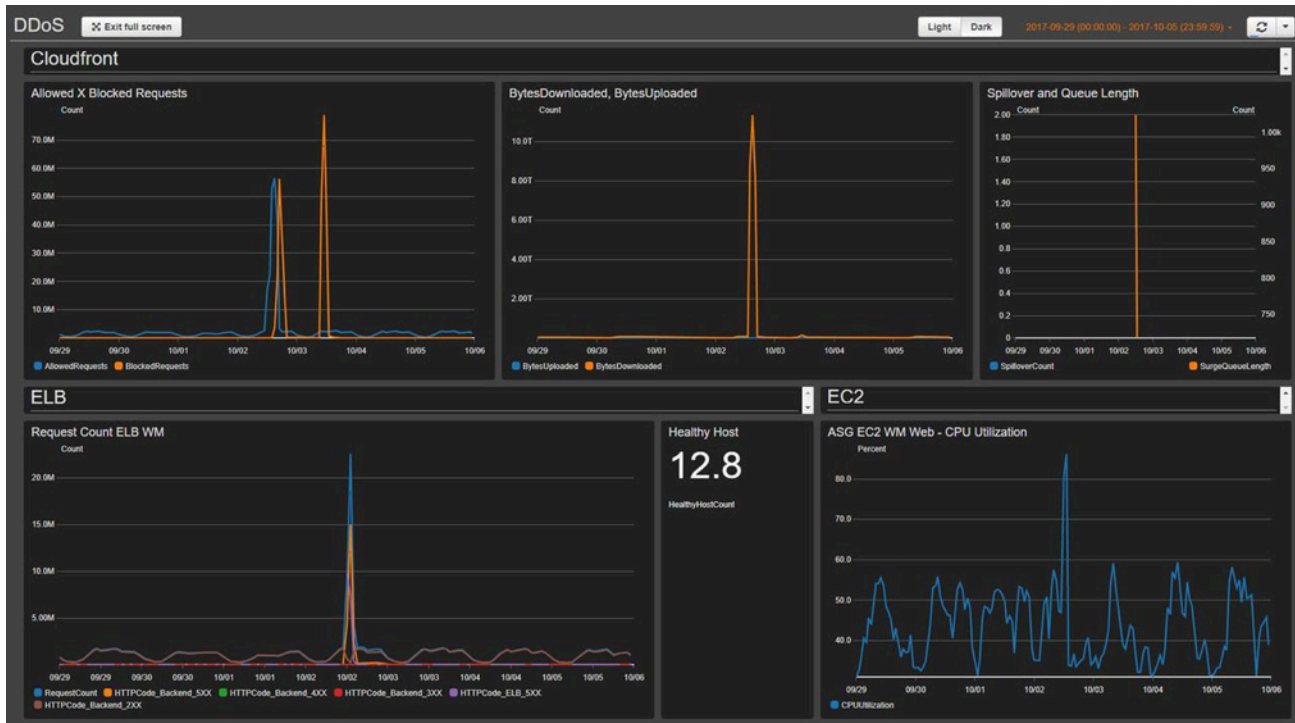 DDoS Exit full screen Light Dark 2017-09-29 (00:00:00) - 2017-10-05 (23:59:59)
Cloudfront
Allowed X Blocked Requests
Count
70.0M
60.0M
50.0M
40.0M
30.0M
20.0M
10.0M
09/29 09/30 10/01 10/02 10/03 10/04 10/05 10/06
AllowedRequests BlockedRequests
BytesDownloaded, BytesUploaded
Count
10.0T
8.00T
6.00T
4.00T
2.00T
09/29 09/30 10/01 10/02 10/03 10/04 10/05 10/06
BytesUploaded BytesDownloaded
Spillover and Queue Length
Count Count
2.00
1.80
1.60
1.40
1.20
1.00
0.8
0.6
0.4
0.2
0
1.00k
950
900
850
800
750
09/29 09/30 10/01 10/02 10/03 10/04 10/05 10/06
SpilloverCount SurgeQueueLength
ELB
Request Count ELB WM
Count
20.0M
15.0M
10.0M
5.00M
09/29 09/29 09/30 09/30 10/01 10/01 10/02 10/02 10/03 10/03 10/04 10/04 10/05 10/05 10/06
RequestCount HTTPCode_Backend_5XX HTTPCode_Backend_4XX HTTPCode_Backend_3XX HTTPCode_ELB_5XX
HTTPCode_Backend_2XX
Healthy Host
12.8
HealthyHostCount
EC2
ASG EC2 WM Web - CPU Utilization
Percent
80.0
70.0
60.0
50.0
40.0
09/29 09/30 10/01 10/02 10/03 10/04 10/05 10/06
CPUUtilization